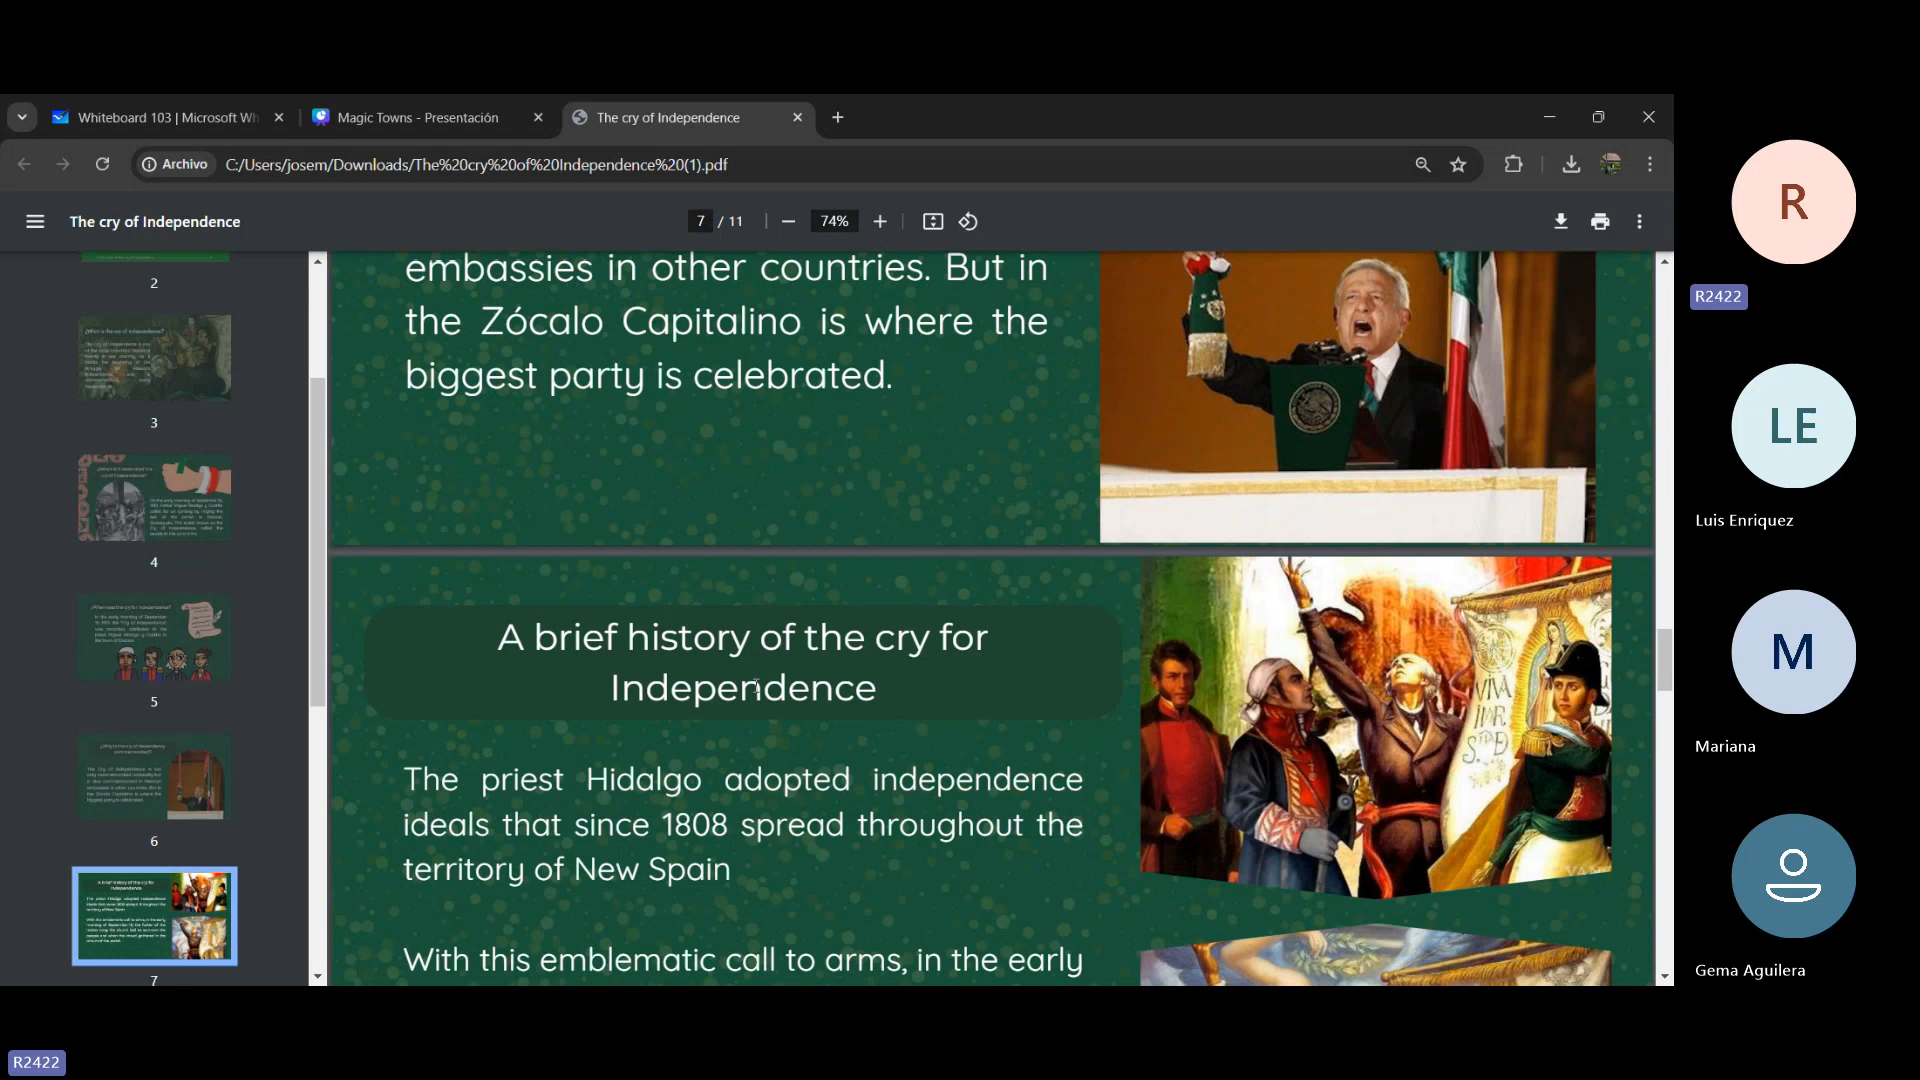 Whiteboard 103 | Microsoft Wh
Magic Towns - Presentación
The cry of Independence
Archivo
C:/Users/josem/Downloads/The%20cry%20of%20Independence%20(1).pdf
The cry of Independence
7 / 11
74%
2
3
4
5
6
7
embassies in other countries. But in
the Zócalo Capitalino is where the
biggest party is celebrated.
A brief history of the cry for
Independence
The priest Hidalgo adopted independence
ideals that since 1808 spread throughout the
territory of New Spain
With this emblematic call to arms, in the early
VIVA
R
R2422
LE
Luis Enriquez
M
Mariana
Gema Aguilera
R2422